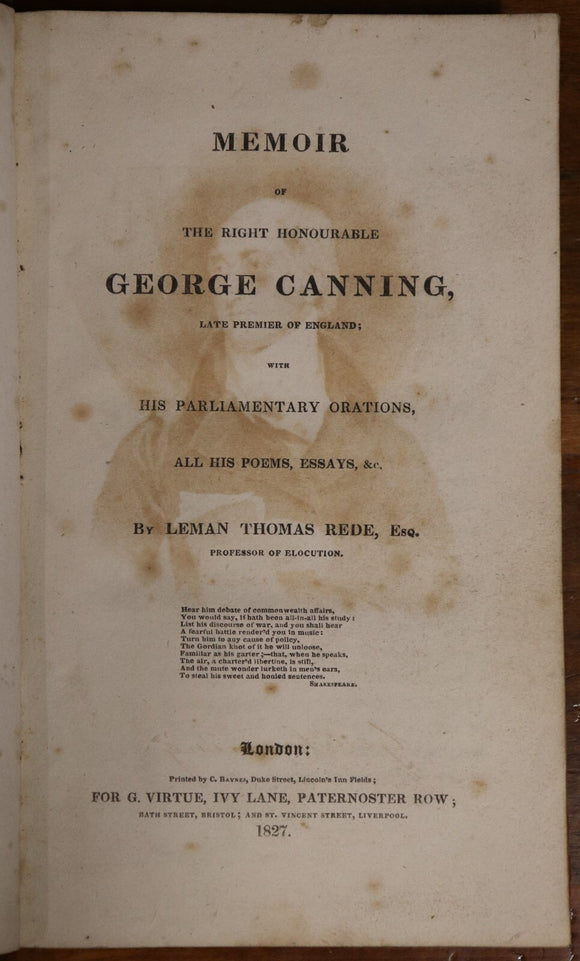 MEMOIR
OF
THE RIGHT HONOURABLE
GEORGE CANNING,
LATE PREMIER OF ENGLAND;
WITH
HIS PARLIAMENTARY ORATIONS,
ALL HIS POEMS, ESSAYS, &c.
By LEMAN THOMAS REDE, Esq.
PROFESSOR OF ELOCUTION.
Hear him debate of commonwealth affairs,
You would say, it hath been all-in-all his study:
List his discourse of war, and you shall hear
A fearful battle render'd you in music:
Turn him to any cause of policy,
The Gordian knot of it he will unloose,
Familiar as his garter;—that, when he speaks,
The air, a charter'd libertine, is still,
And the mute wonder lurketh in men's ears,
To steal his sweet and honied sentences.
Shakespeare.
London:
Printed by C. Baynes, Duke Street, Lincoln's Inn Fields;
FOR G. VIRTUE, IVY LANE, PATERNOSTER ROW;
BATH STREET, BRISTOL; AND ST. VINCENT STREET, LIVERPOOL.
1827.